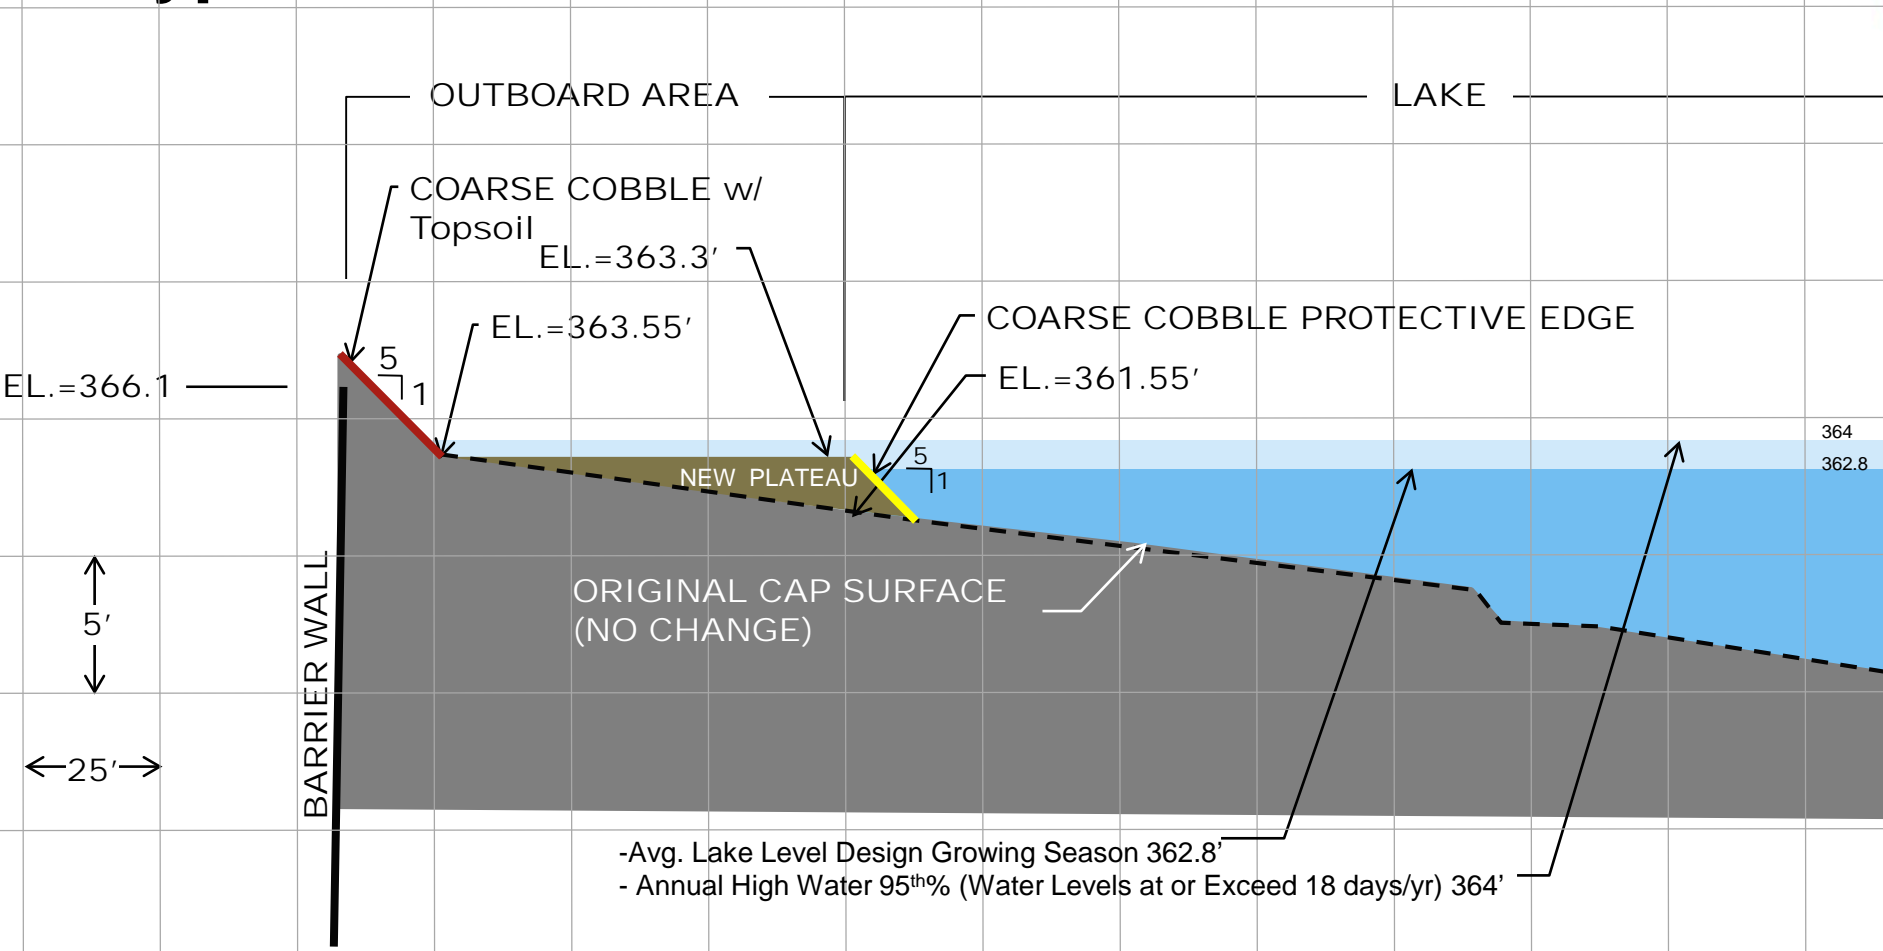 OUTBOARD AREA
LAKE
COARSE COBBLE w/
Topsoil
EL.=363.3'
EL.=363.55'
COARSE COBBLE PROTECTIVE EDGE
5
1
EL.=361.55'
EL.=366.1
364
5
1
362.8
NEW PLATEAU
ORIGINAL CAP SURFACE
(NO CHANGE)
5'
BARRIER WALL
25'
-Avg. Lake Level Design Growing Season 362.8'
- Annual High Water 95th% (Water Levels at or Exceed 18 days/yr) 364'